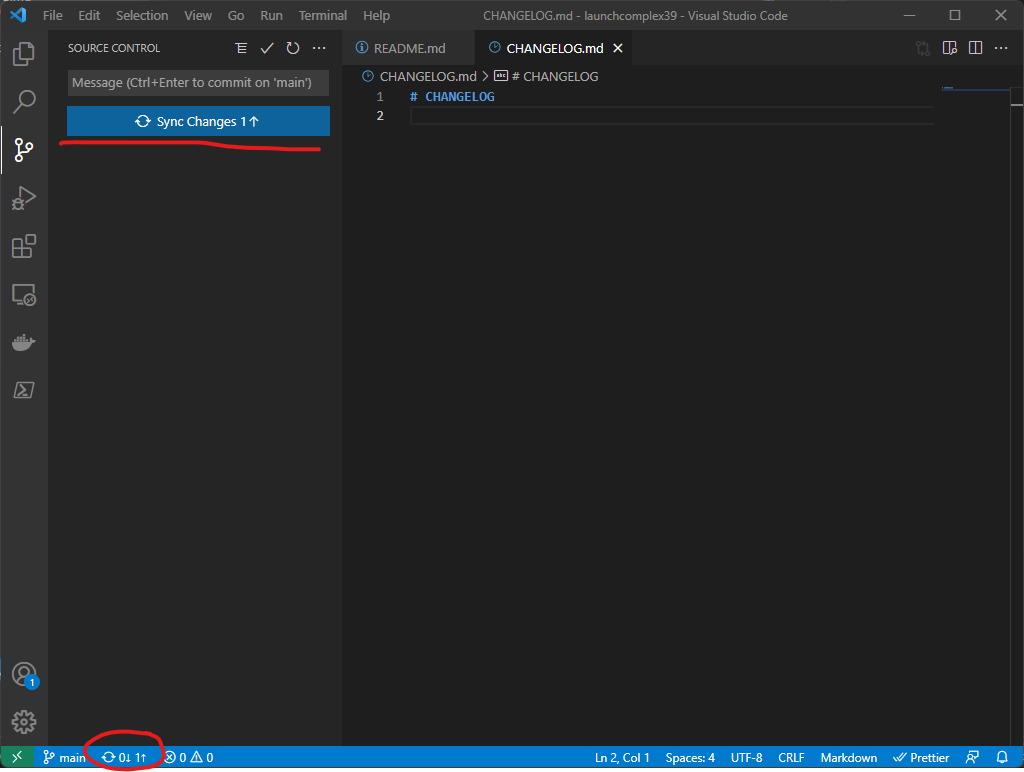 File Edit Selection View Go Run Terminal Help CHANGELOG.md - launchcomplex39 - Visual Studio Code
SOURCE CONTROL
README.md CHANGELOG.md
Message (Ctrl+Enter to commit on 'main')
CHANGELOG.md > # CHANGELOG
Sync Changes 1↑
1 # CHANGELOG
2
1
main 0↓ 1↑ 0 0 Ln 2, Col 1 Spaces: 4 UTF-8 CRLF Markdown Prettier